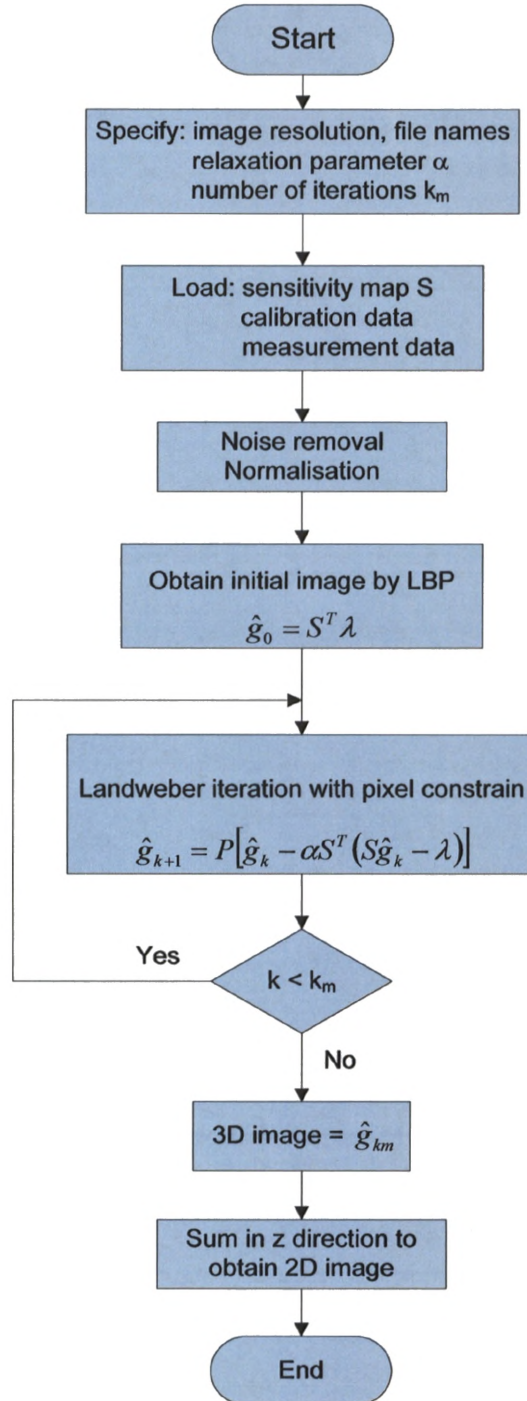 Start
Specify: image resolution, file names
relaxation parameter α
number of iterations kₘ
Load: sensitivity map S
calibration data
measurement data
Noise removal
Normalisation
Obtain initial image by LBP
ĝ₀ = Sᵀ λ
Landweber iteration with pixel constrain
ĝₖ₊₁ = P[ĝₖ − αSᵀ(Sĝₖ − λ)]
Yes
k < kₘ
No
3D image = ĝₖₘ
Sum in z direction to
obtain 2D image
End